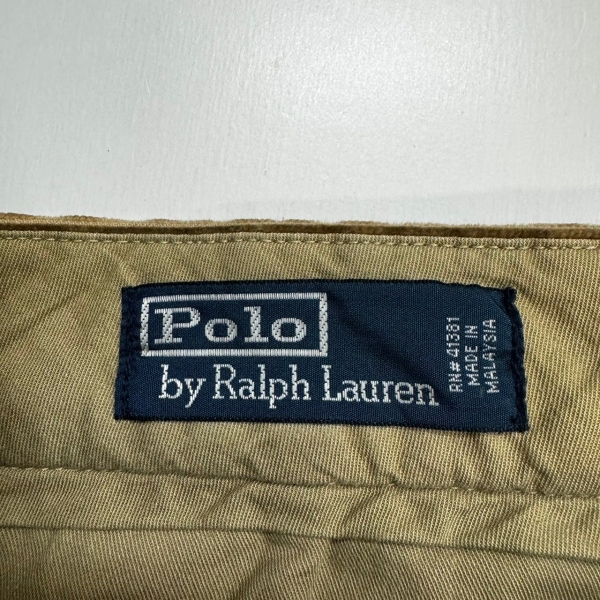 Polo
by Ralph Lauren
RN# 41381
MADE IN
MALAYSIA